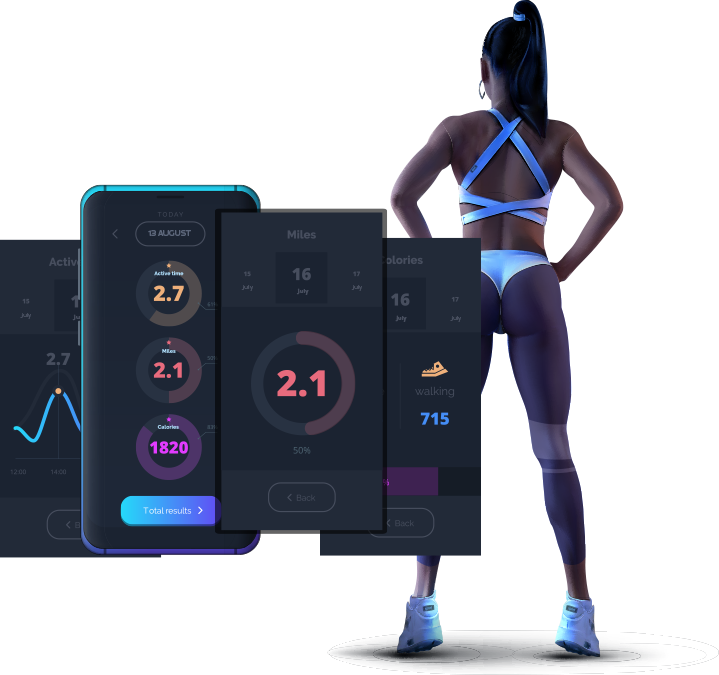 Active
15
July
2.7
12:00
14:00
TODAY
13 AUGUST
Active time
2.7
Miles
2.1
Calories
1820
Total results
Miles
15
July
16
July
17
July
2.1
50%
Back
Calories
16
July
17
July
walking
715
%
Back